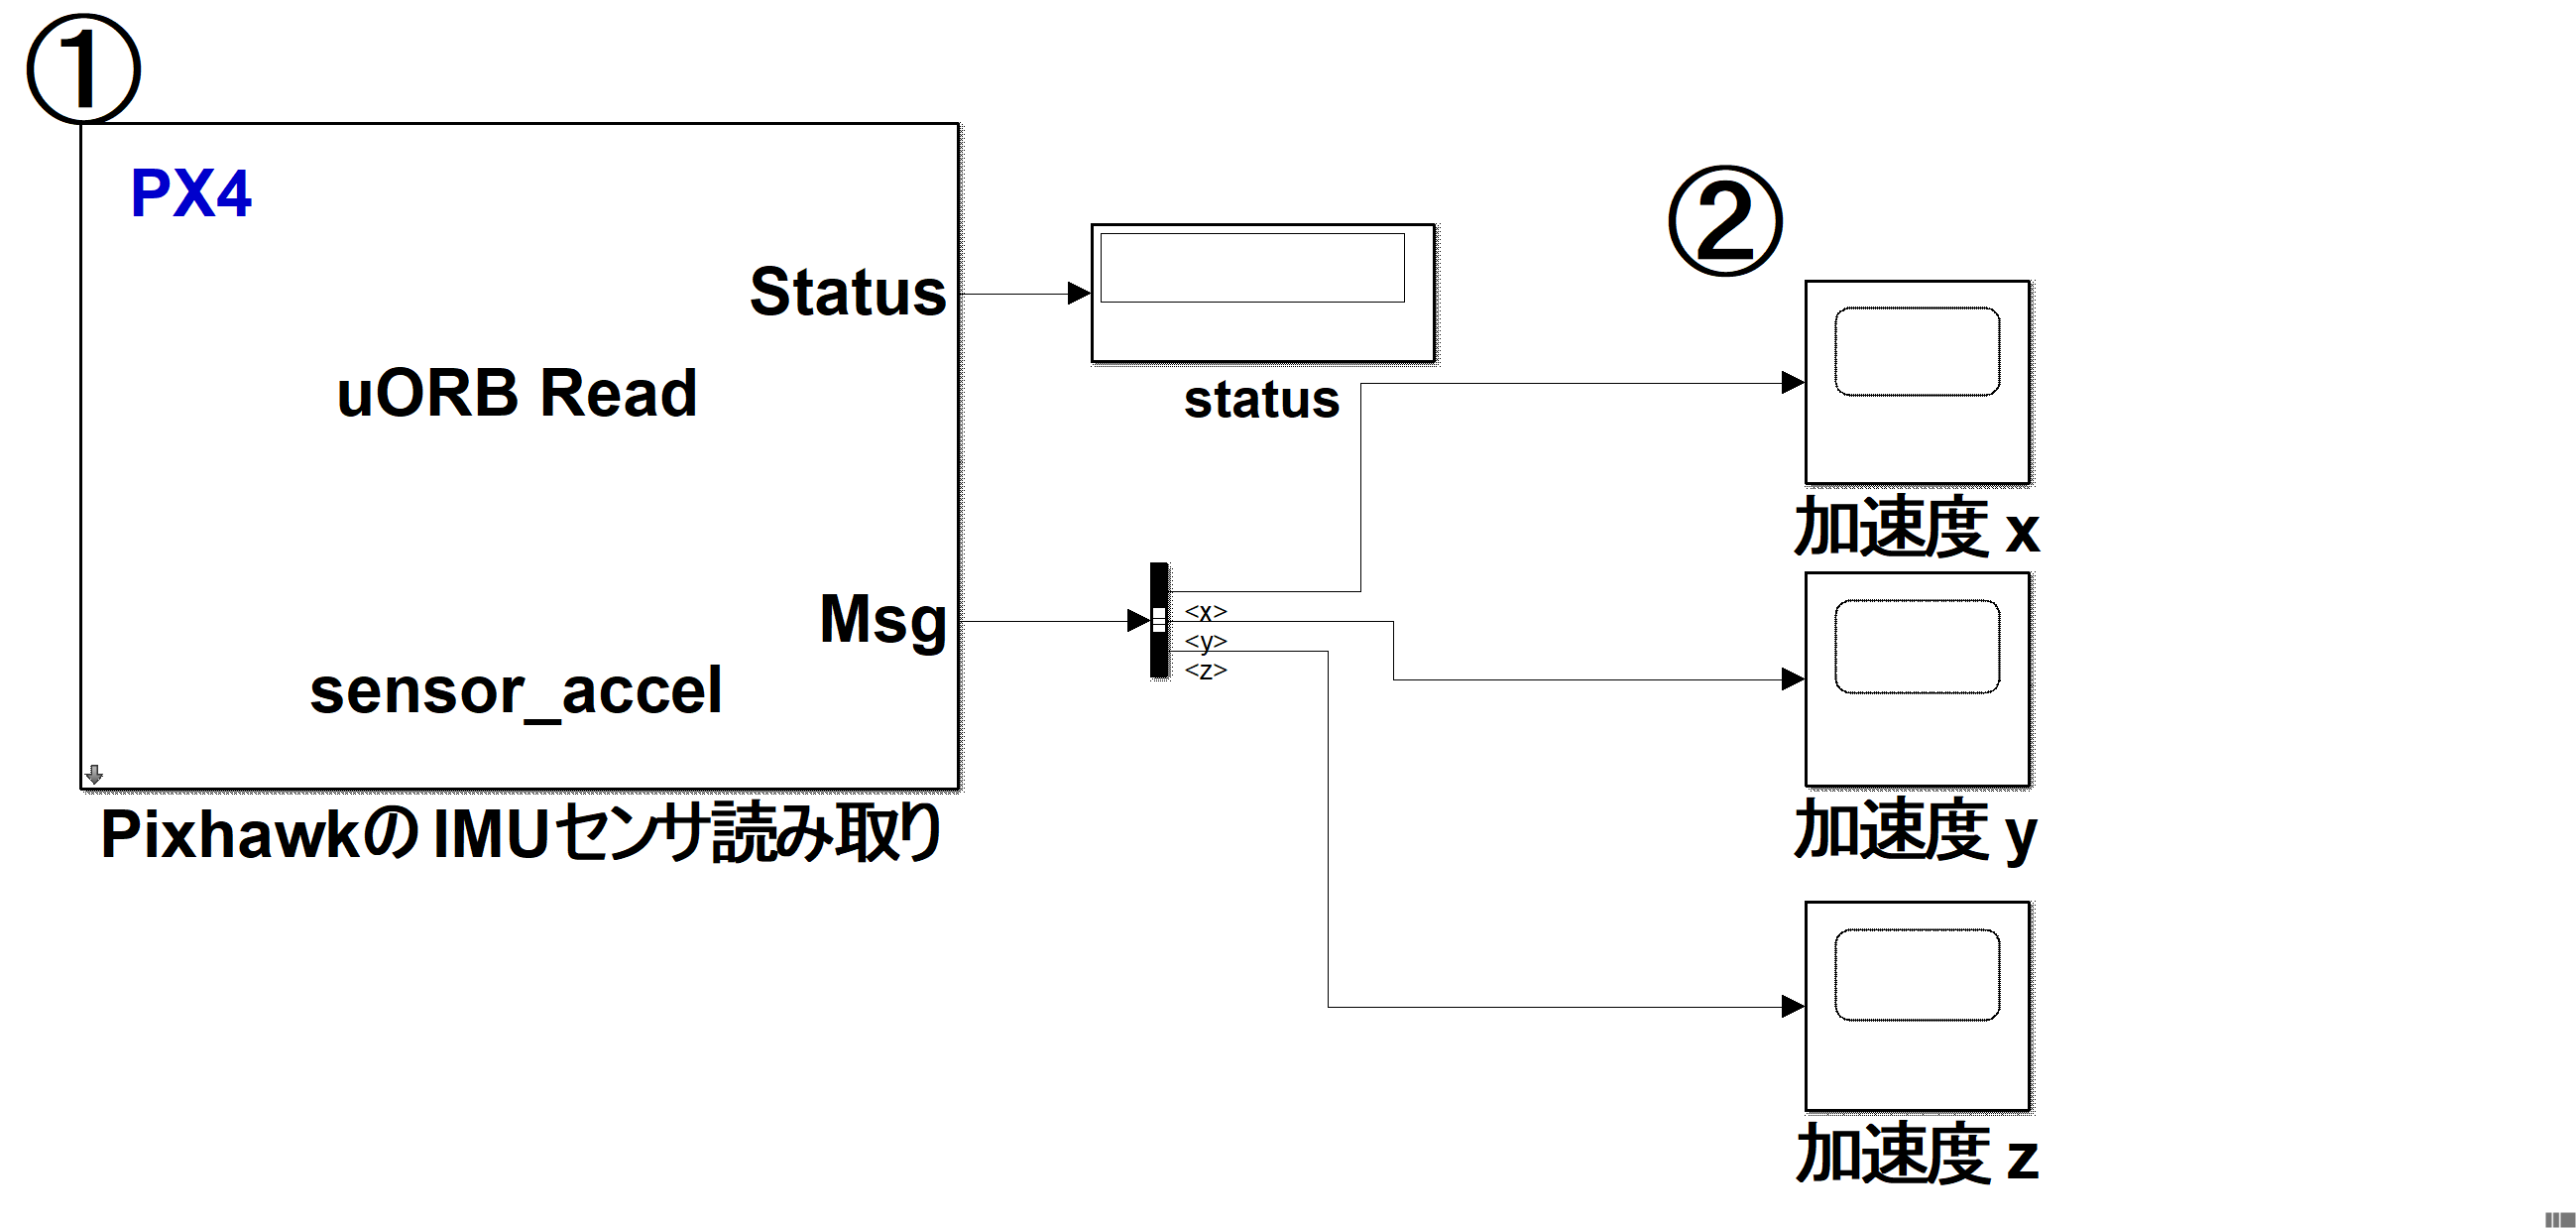 ①
PX4
Status
uORB Read
Msg
sensor_accel
PixhawkのIMUセンサ読み取り
status
<x>
<y>
<z>
②
加速度 x
加速度 y
加速度 z